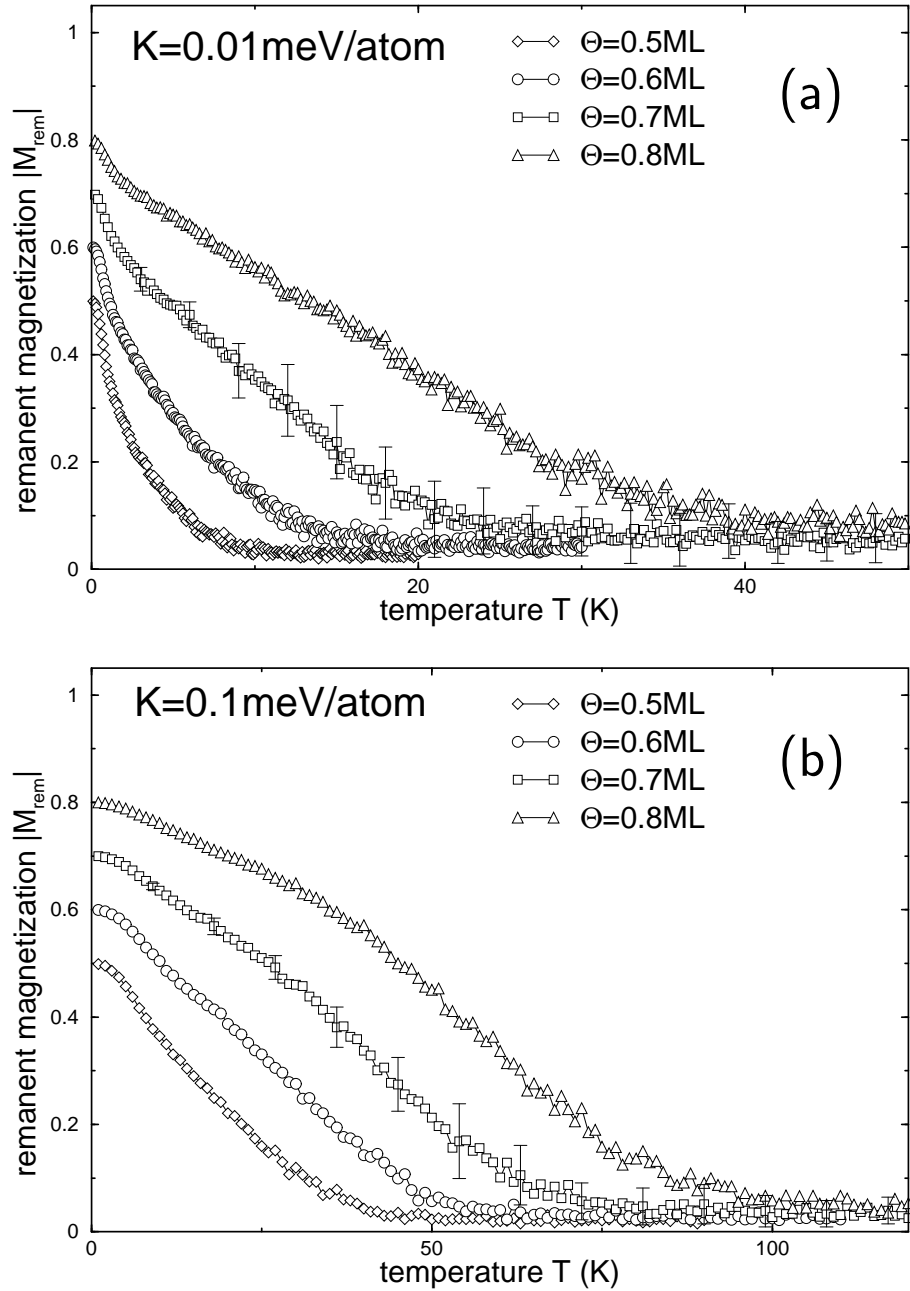 K=0.01meV/atom
Θ=0.5ML
Θ=0.6ML
Θ=0.7ML
Θ=0.8ML
(a)
1
0.8
0.6
0.4
0.2
0
remanent magnetization |M_rem|
0
20
40
temperature T (K)
K=0.1meV/atom
Θ=0.5ML
Θ=0.6ML
Θ=0.7ML
Θ=0.8ML
(b)
1
0.8
0.6
0.4
0.2
0
remanent magnetization |M_rem|
0
50
100
temperature T (K)